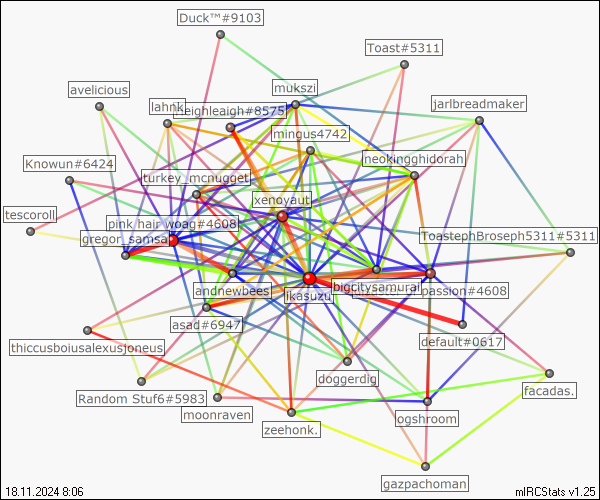 Duck™#9103
Toast#5311
avelicious
mukszi
lahnk
leighleigh#8575
jarlbreadmaker
mingus4742
Knowun#6424
neokingghidorah
turkey_mcnugget
xenoyaut
tescoroll
pink_hair_woag#4608
gregor_samsa
ToastephBroseph5311#5311
andnewbees
ikasuzu
bigcitysamurai
passion#4608
asad#6947
default#0617
thiccusboiusalexusjoneus
doggerdig
facadas.
Random Stuf6#5983
moonraven
ogshroom
zeehonk.
gazpachoman
18.11.2024 8:06
mIRCStats v1.25